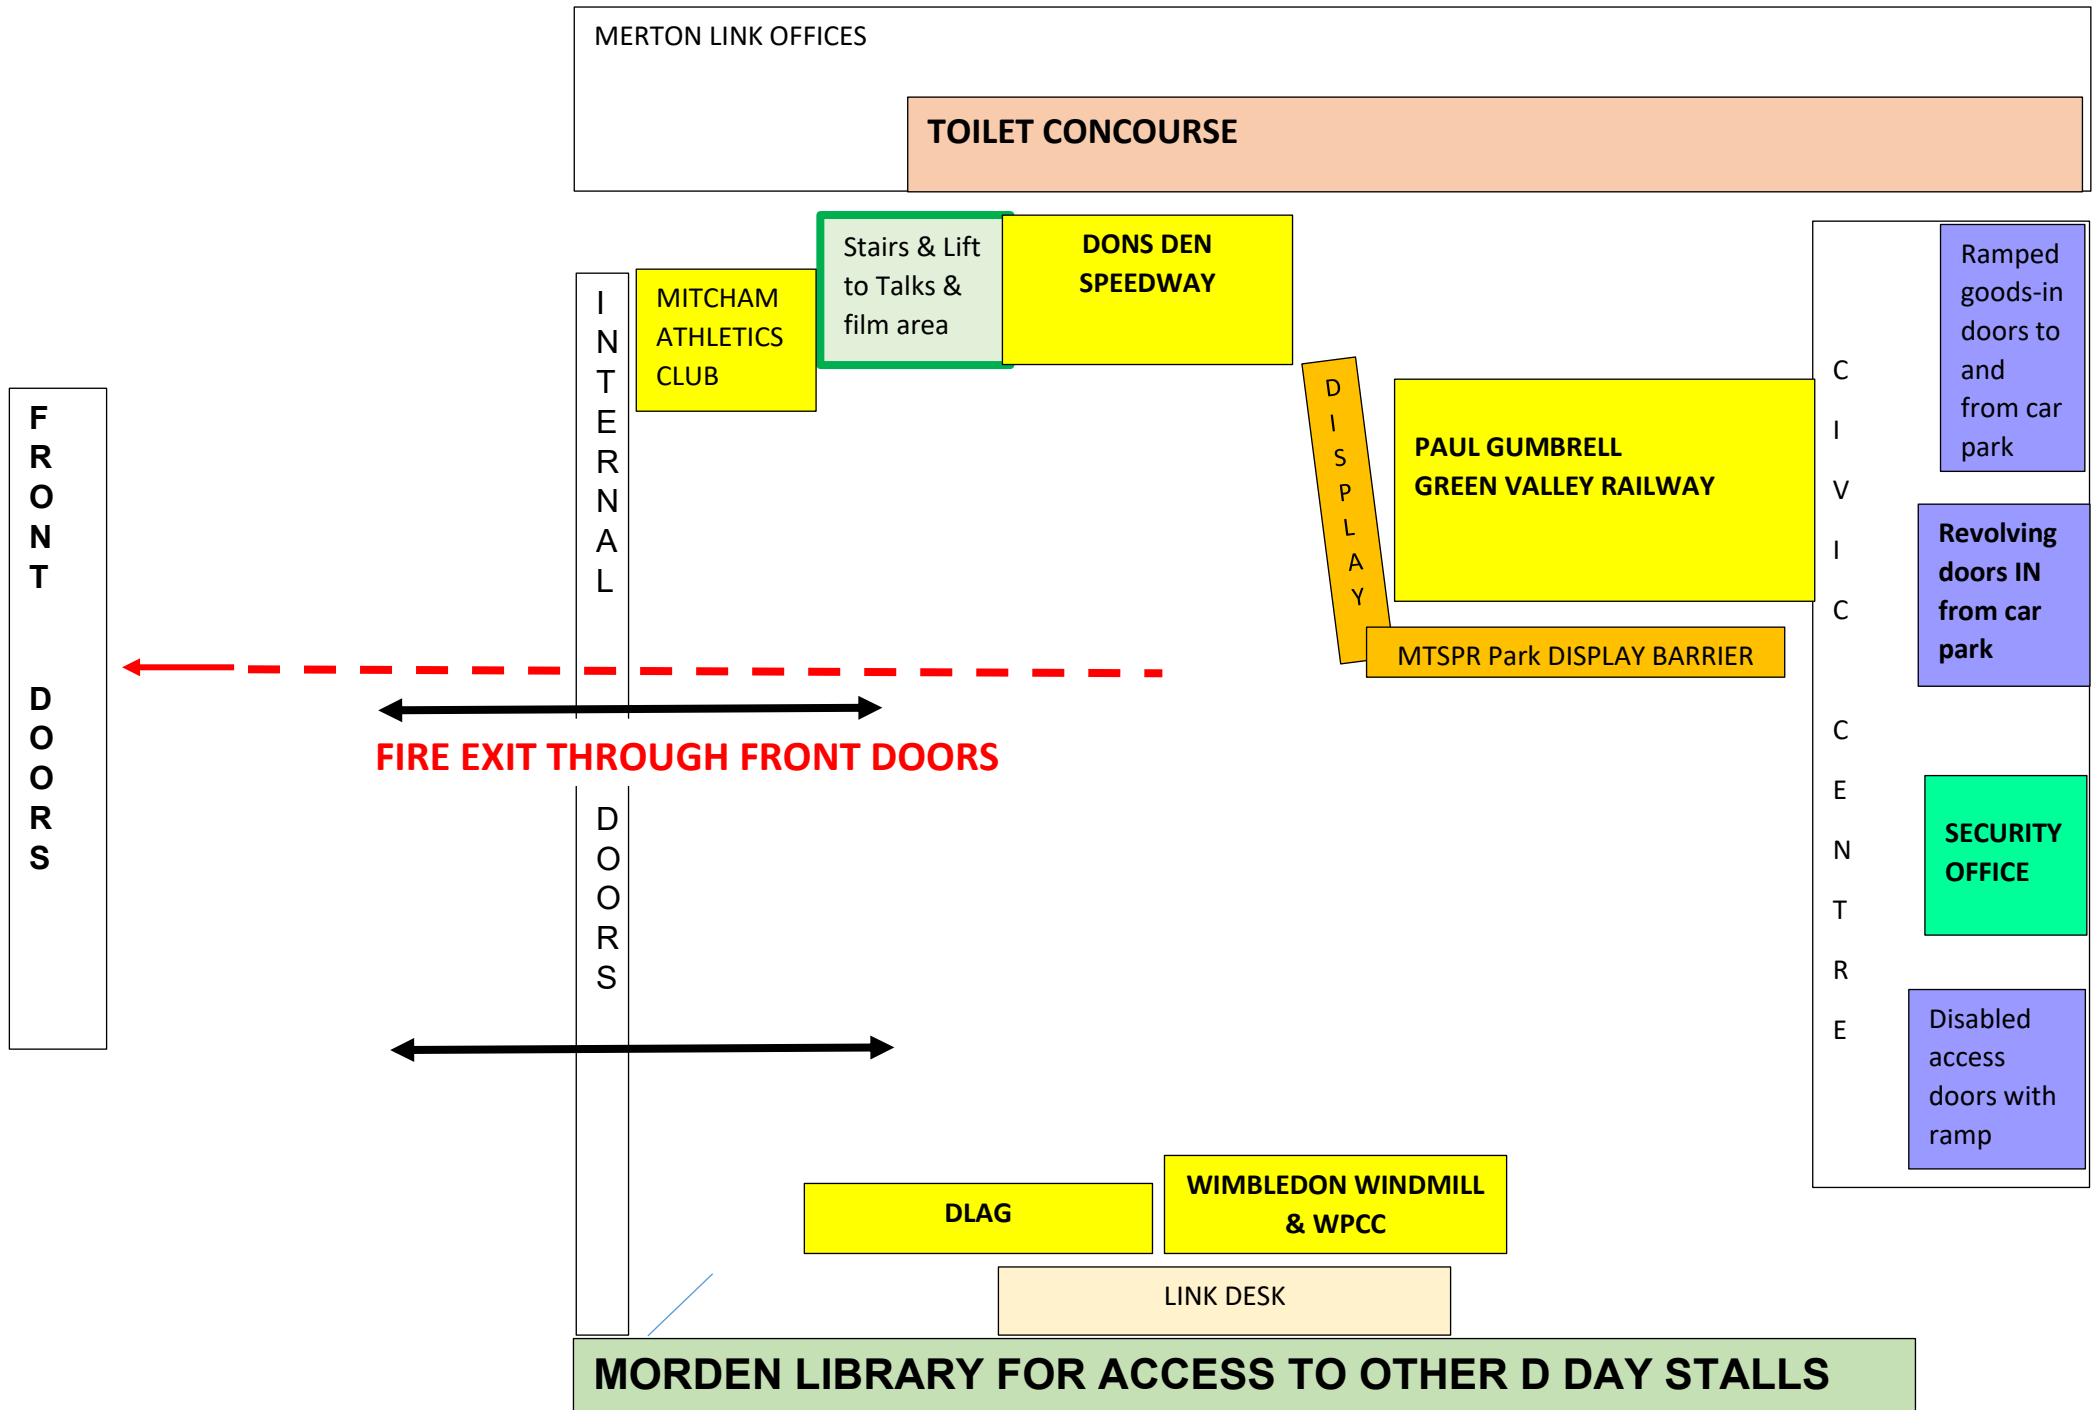 MERTON LINK OFFICES
TOILET CONCOURSE
Stairs & Lift
to Talks &
film area
DONS DEN
SPEEDWAY
MITCHAM
ATHLETICS
CLUB
INTERNAL DOORS
FRONT DOORS
DISPLAY
PAUL GUMBRELL
GREEN VALLEY RAILWAY
MTSPR Park DISPLAY BARRIER
CIVIC CENTRE
Ramped
goods-in
doors to
and
from car
park
Revolving
doors IN
from car
park
FIRE EXIT THROUGH FRONT DOORS
SECURITY
OFFICE
Disabled
access
doors with
ramp
DLAG
WIMBLEDON WINDMILL
& WPCC
LINK DESK
MORDEN LIBRARY FOR ACCESS TO OTHER D DAY STALLS